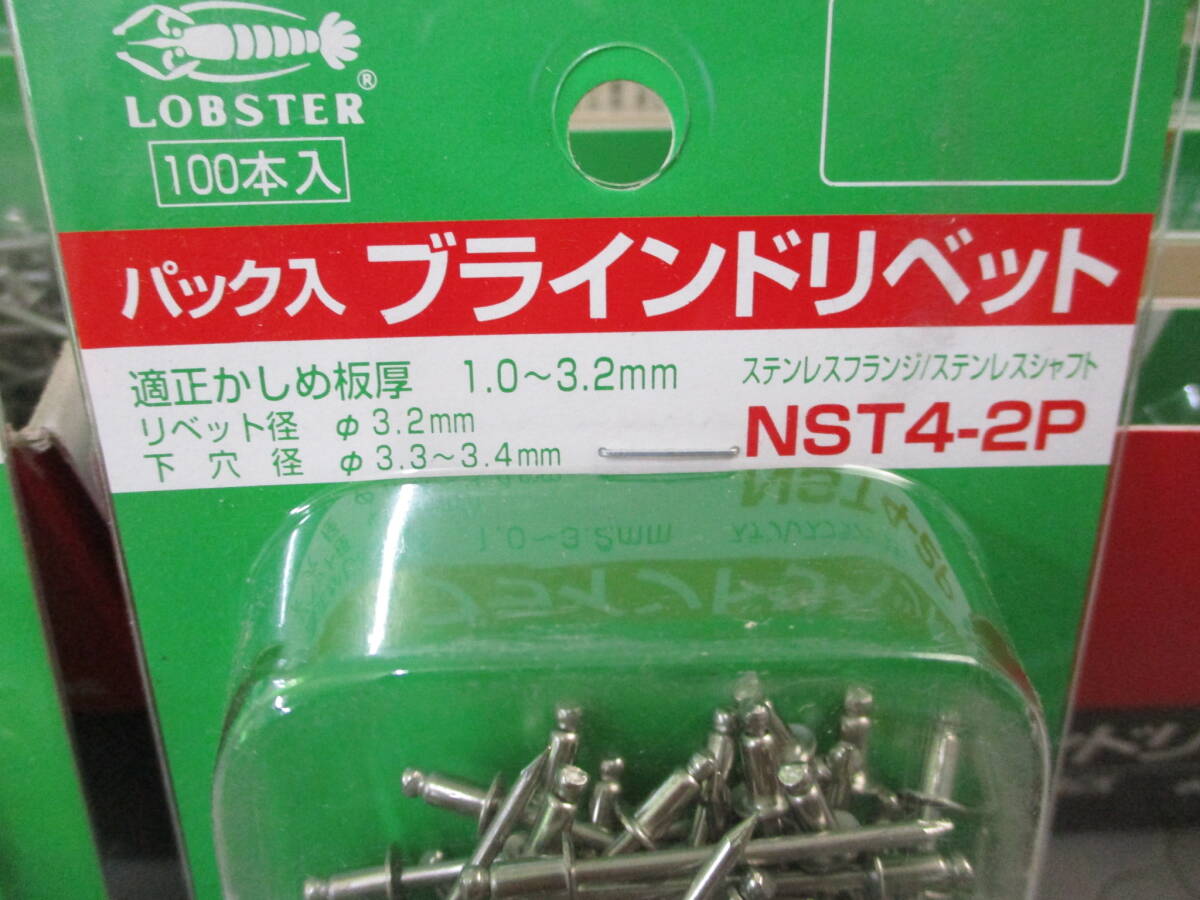 LOBSTER®
100本入
パック入 ブラインドリベット
適正かしめ板厚 1.0～3.2mm
リベット径 φ3.2mm
下穴径 φ3.3～3.4mm
ステンレスフランジ/ステンレスシャフト
NST4-2P